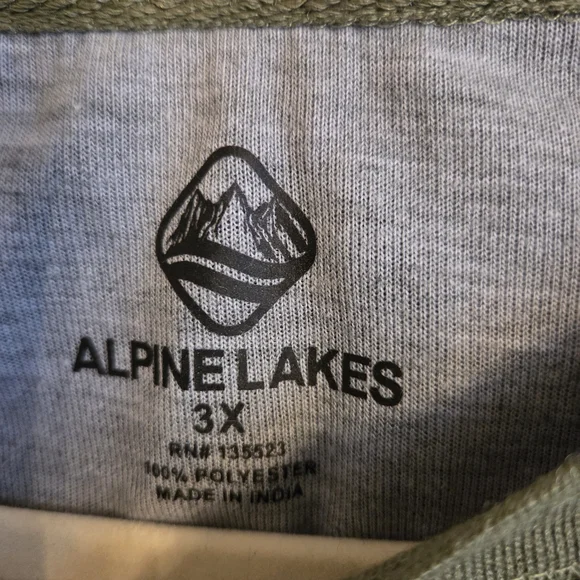 ALPINE LAKES
3X
RN# 135523
100% POLYESTER
MADE IN INDIA